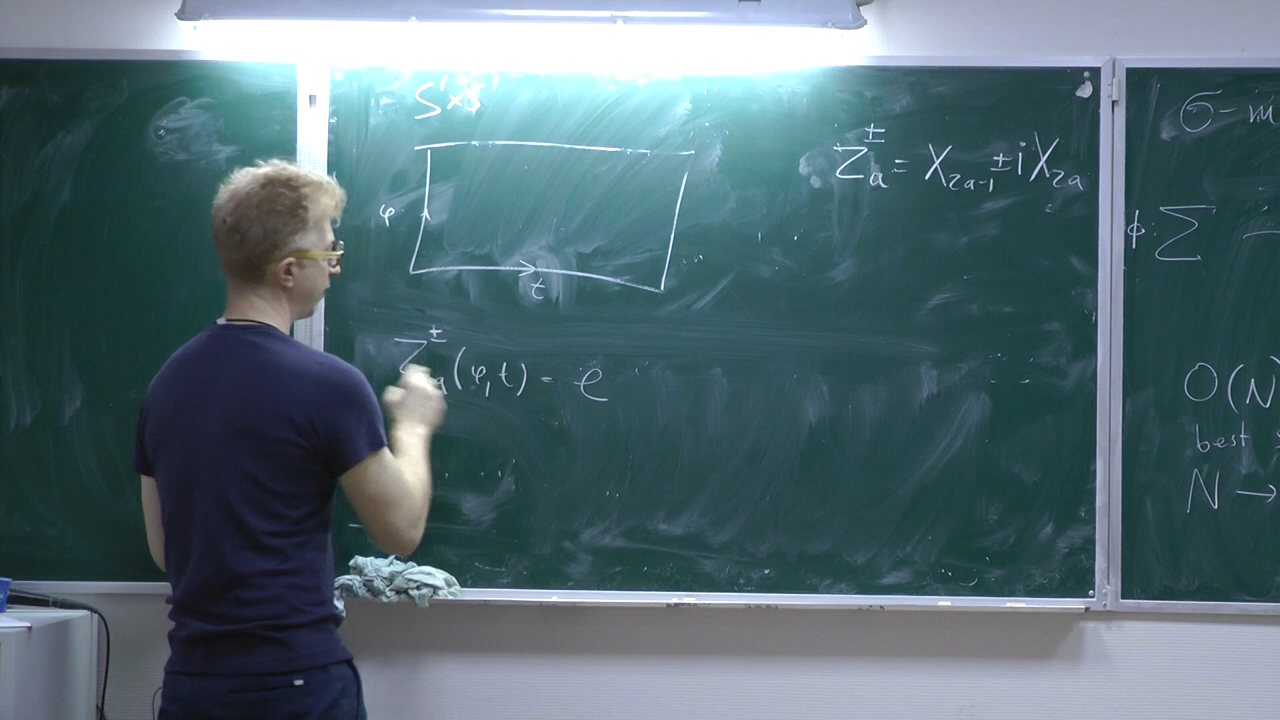 S¹×S¹
φ
t
Z±a(φ,t) = e
Z±a = X2a-1 ± iX2a
σ-m
φ: Σ
O(N)
best
N →